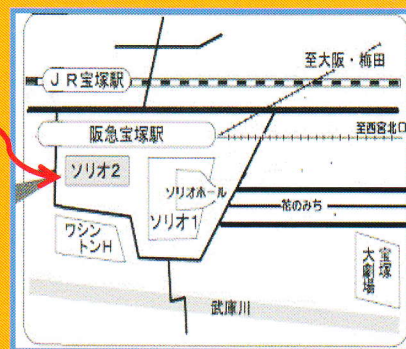 至大阪・梅田
JR宝塚駅
阪急宝塚駅
至西宮北口
ソリオ2
ソリオホール
ソリオ1
花のみち
ワシン
トンH
宝塚
大劇場
武庫川